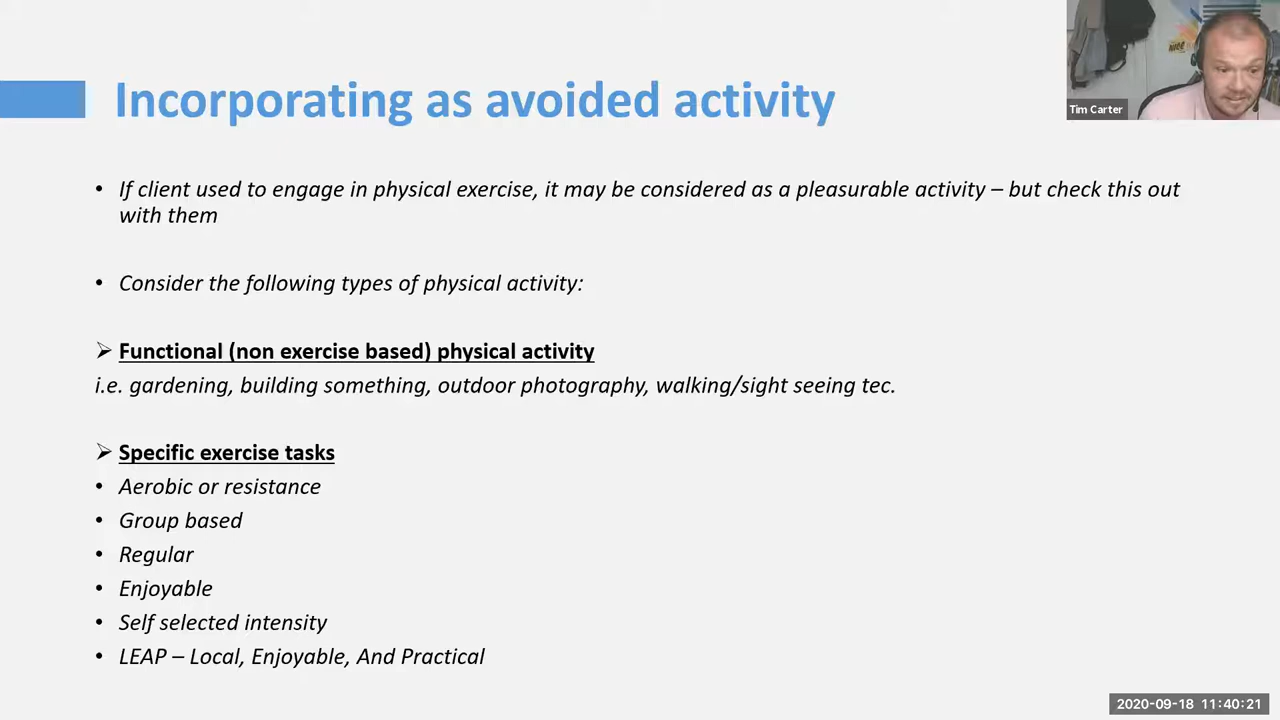 Incorporating as avoided activity
Tim Carter
• If client used to engage in physical exercise, it may be considered as a pleasurable activity – but check this out
with them
• Consider the following types of physical activity:
➢ Functional (non exercise based) physical activity
i.e. gardening, building something, outdoor photography, walking/sight seeing tec.
➢ Specific exercise tasks
• Aerobic or resistance
• Group based
• Regular
• Enjoyable
• Self selected intensity
• LEAP – Local, Enjoyable, And Practical
2020-09-18 11:40:21